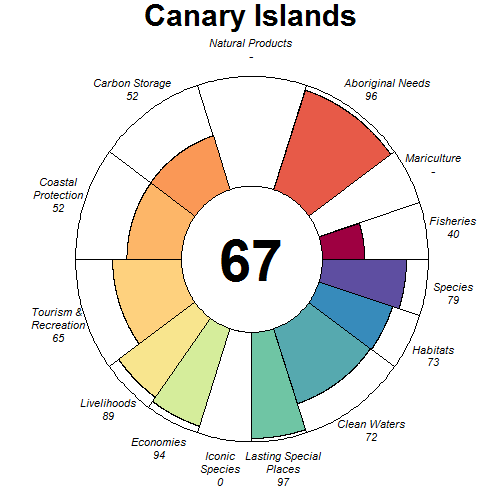 Canary Islands
Natural Products
-
Carbon Storage
52
Aboriginal Needs
96
Mariculture
-
Coastal
Protection
52
Fisheries
40
67
Species
79
Tourism &
Recreation
65
Habitats
73
Livelihoods
89
Clean Waters
72
Economies
94
Iconic
Species
0
Lasting Special
Places
97